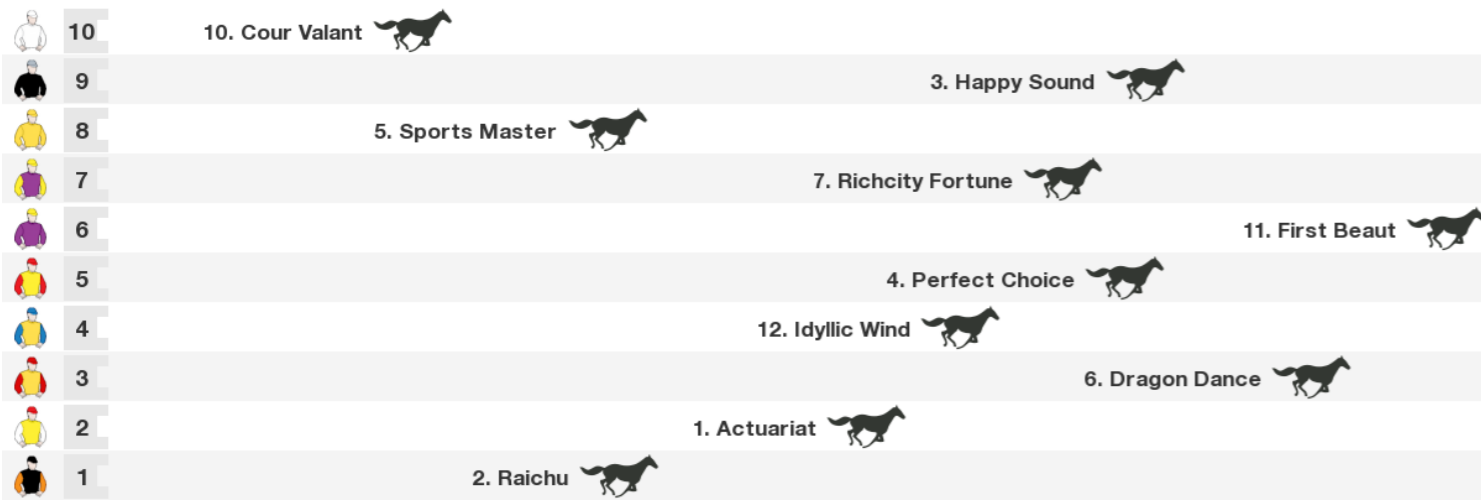 10 10. Cour Valant
9 3. Happy Sound
8 5. Sports Master
7 7. Richcity Fortune
6 11. First Beaut
5 4. Perfect Choice
4 12. Idyllic Wind
3 6. Dragon Dance
2 1. Actuariat
1 2. Raichu